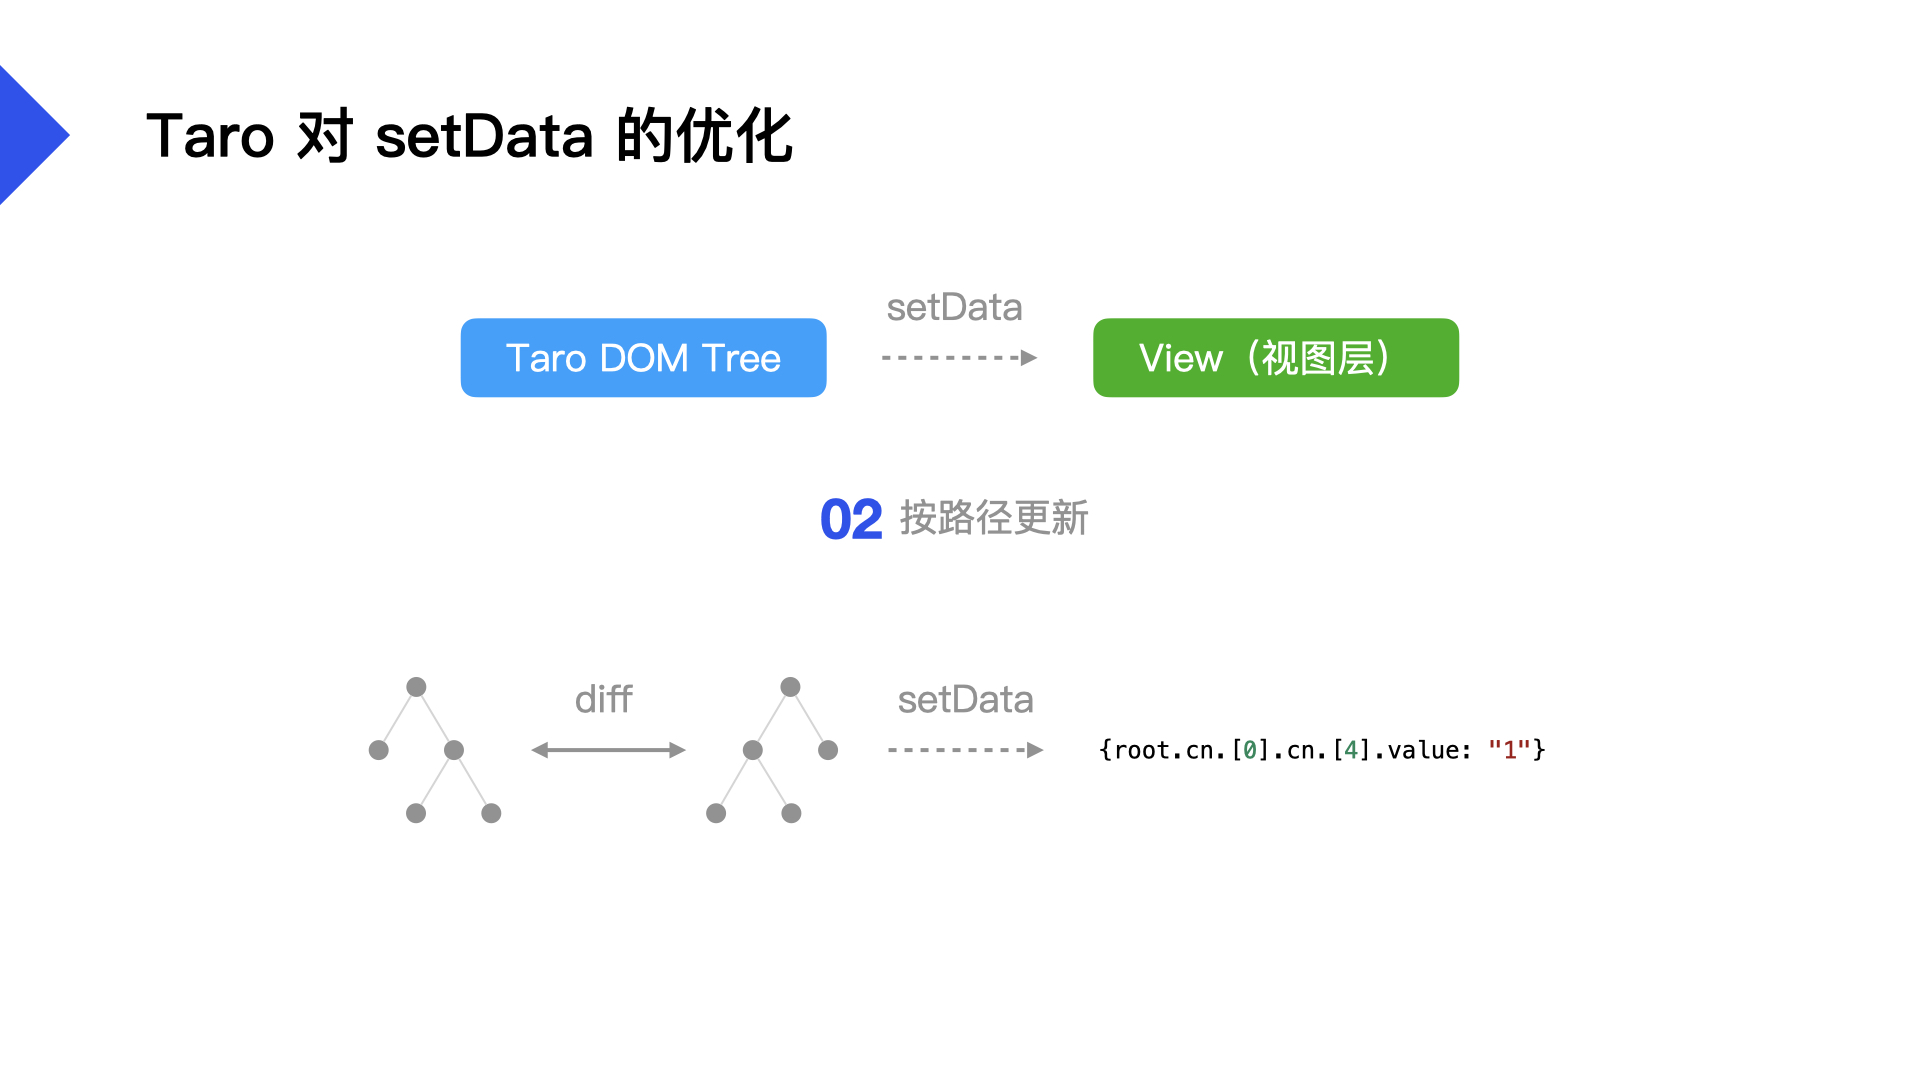 Taro 对 setData 的优化
setData
Taro DOM Tree
View（视图层）
02 按路径更新
diff
setData
{root.cn.[0].cn.[4].value: "1"}